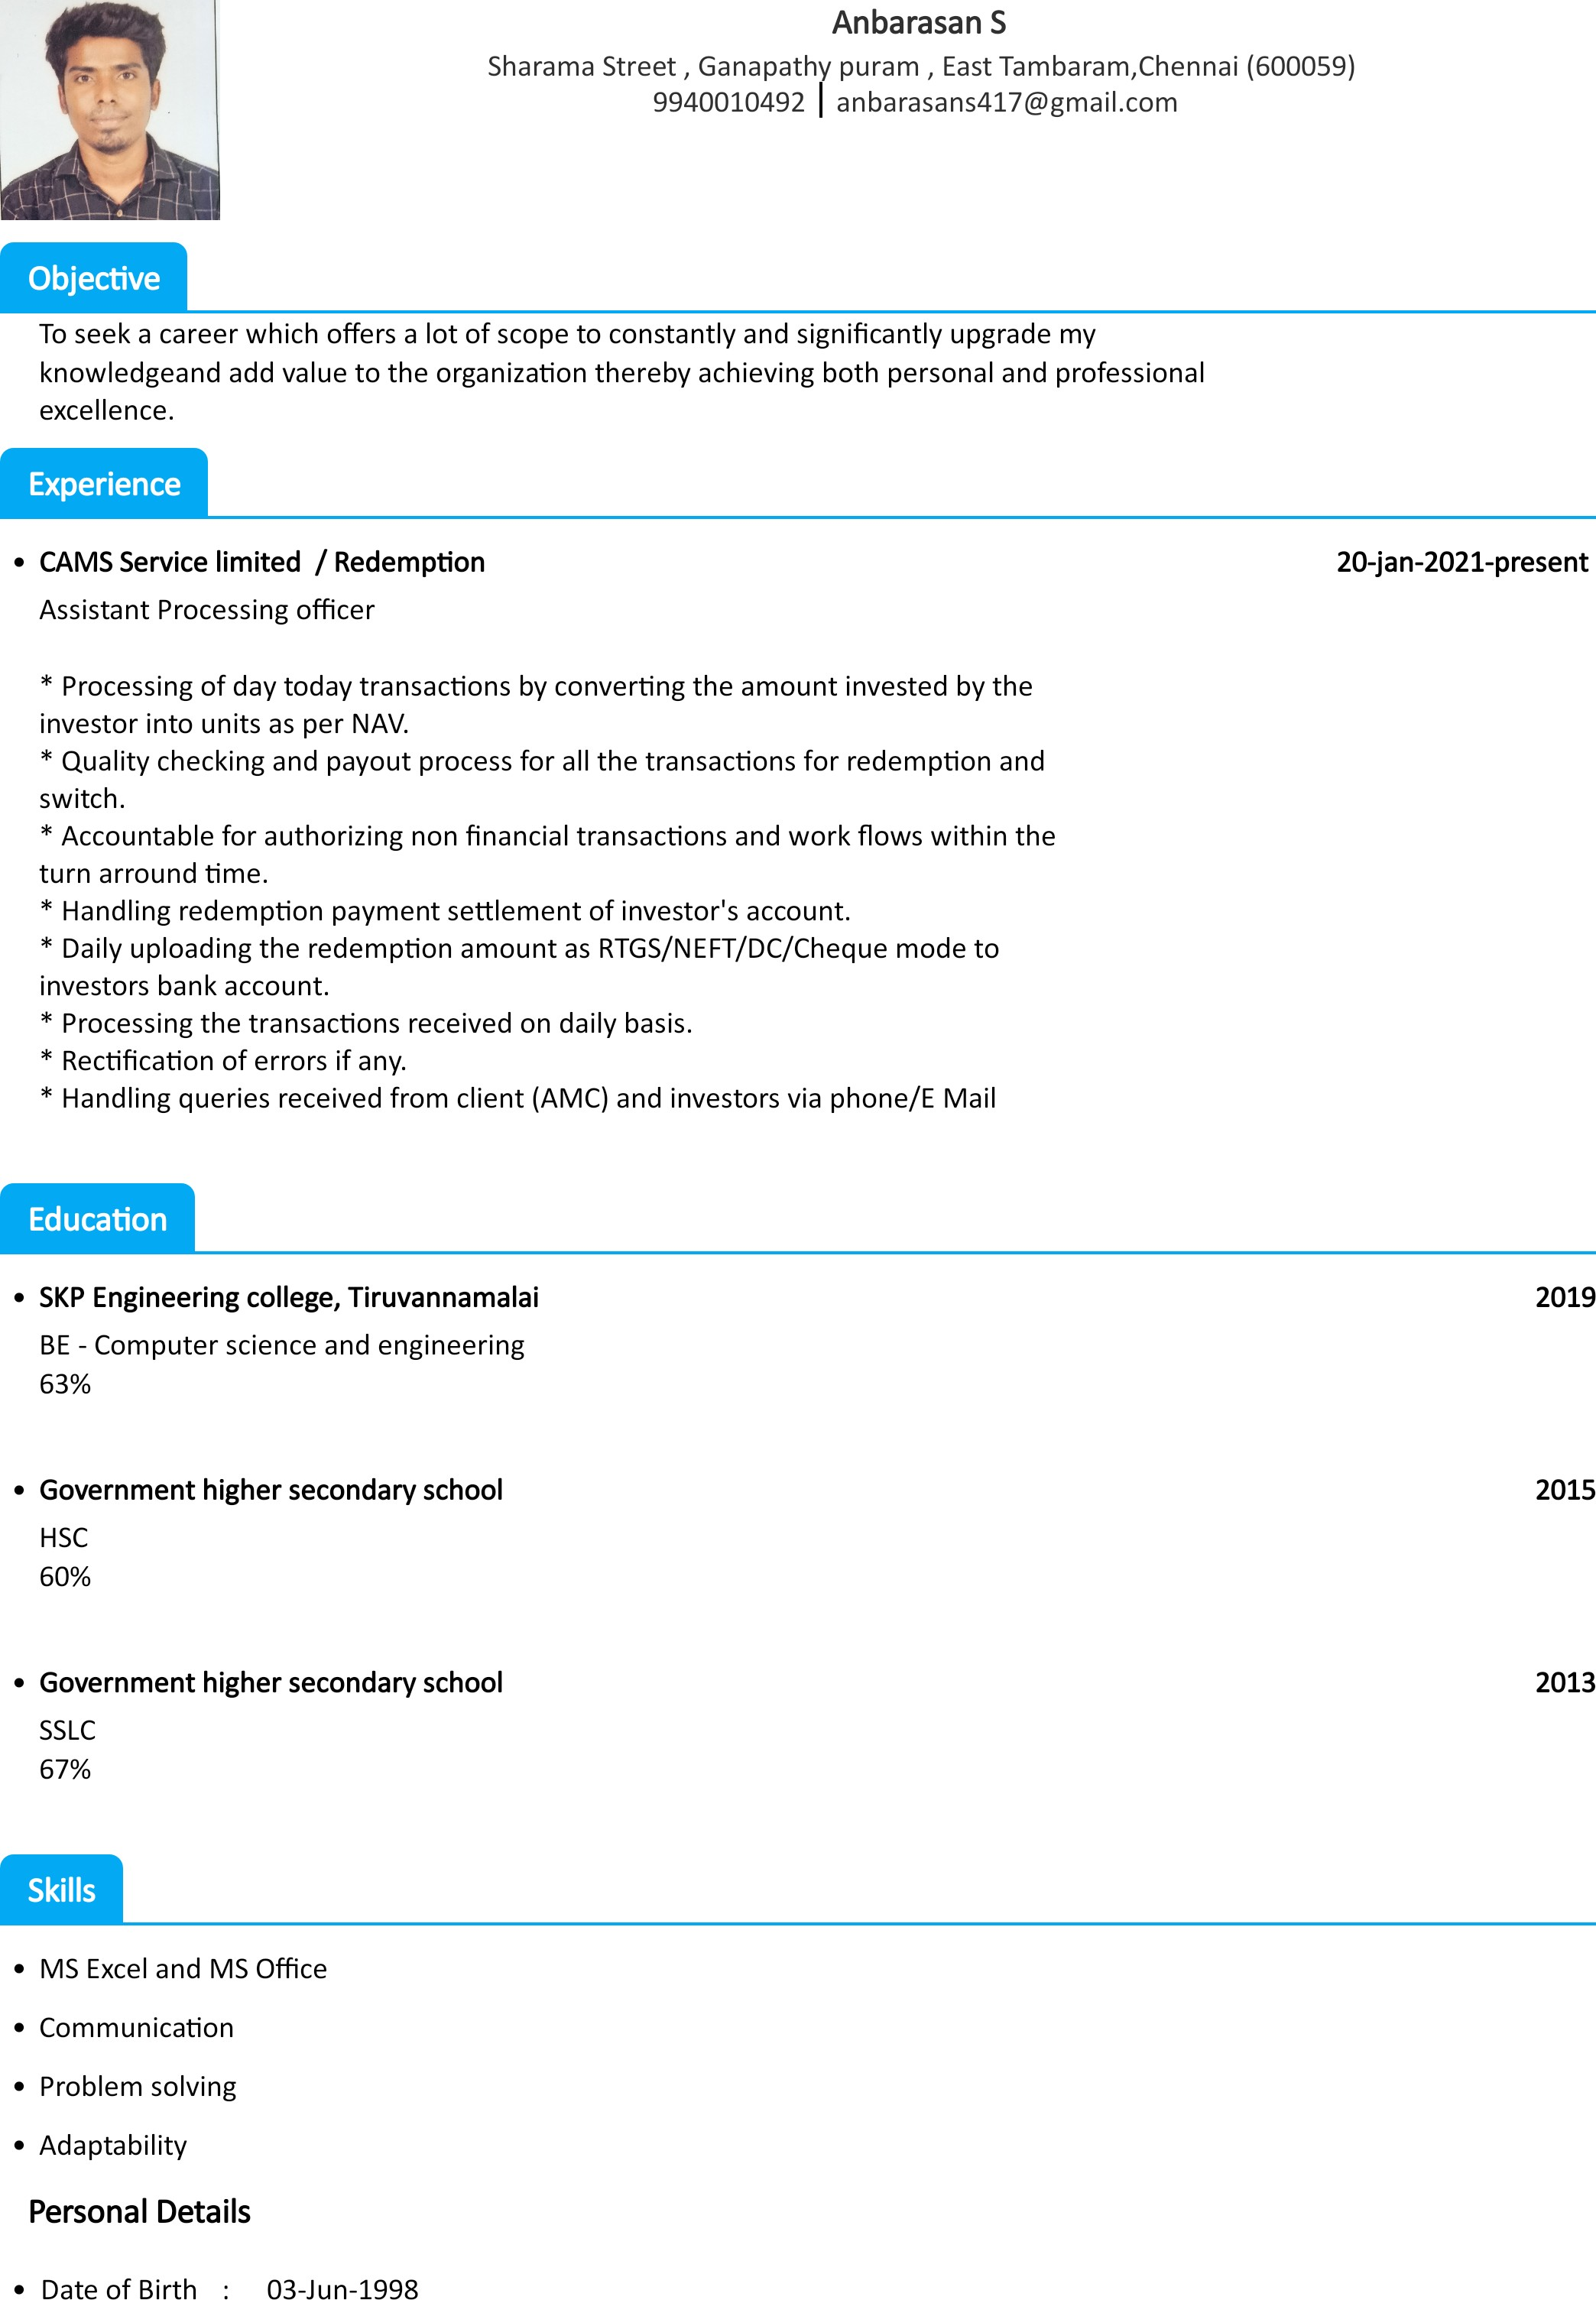 Anbarasan S
Sharama Street , Ganapathy puram , East Tambaram,Chennai (600059)
9940010492 | anbarasans417@gmail.com
Objective
To seek a career which offers a lot of scope to constantly and significantly upgrade my
knowledgeand add value to the organization thereby achieving both personal and professional
excellence.
Experience
• CAMS Service limited / Redemption 20-jan-2021-present
Assistant Processing officer
* Processing of day today transactions by converting the amount invested by the
investor into units as per NAV.
* Quality checking and payout process for all the transactions for redemption and
switch.
* Accountable for authorizing non financial transactions and work flows within the
turn arround time.
* Handling redemption payment settlement of investor's account.
* Daily uploading the redemption amount as RTGS/NEFT/DC/Cheque mode to
investors bank account.
* Processing the transactions received on daily basis.
* Rectification of errors if any.
* Handling queries received from client (AMC) and investors via phone/E Mail
Education
• SKP Engineering college, Tiruvannamalai 2019
BE - Computer science and engineering
63%
• Government higher secondary school 2015
HSC
60%
• Government higher secondary school 2013
SSLC
67%
Skills
• MS Excel and MS Office
• Communication
• Problem solving
• Adaptability
Personal Details
• Date of Birth : 03-Jun-1998